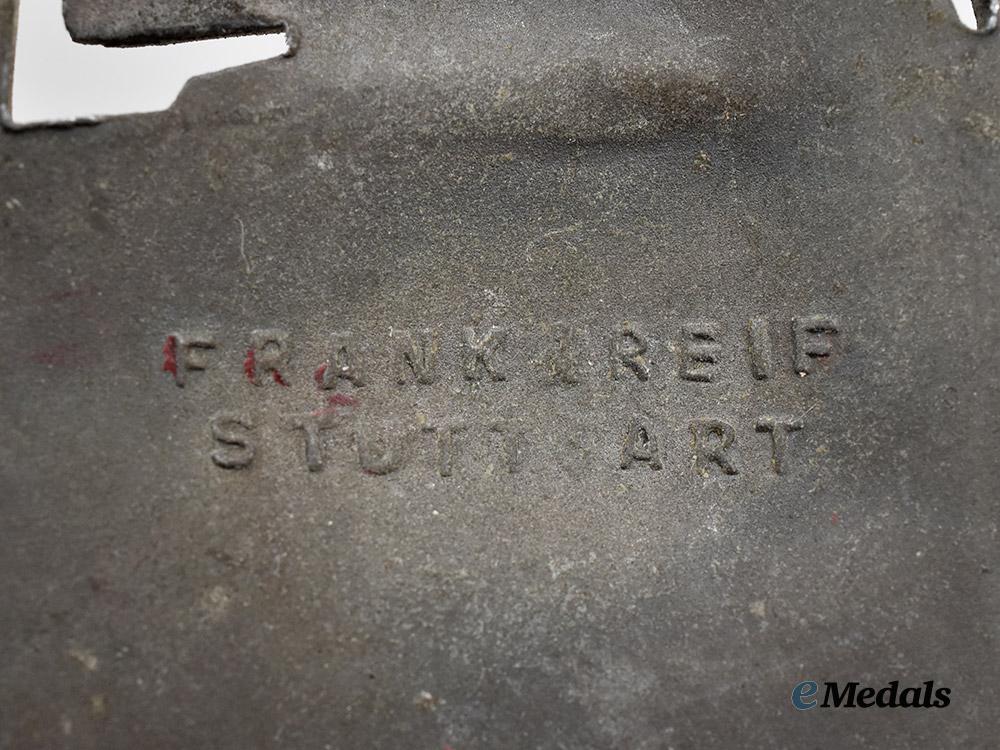 FRANK & REIF
STUTTGART
eMedals